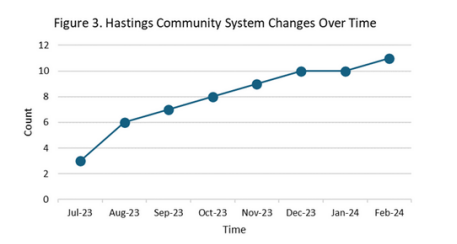 Figure 3. Hastings Community System Changes Over Time
12
10
8
6
4
2
0
Count
Jul-23 Aug-23 Sep-23 Oct-23 Nov-23 Dec-23 Jan-24 Feb-24
Time